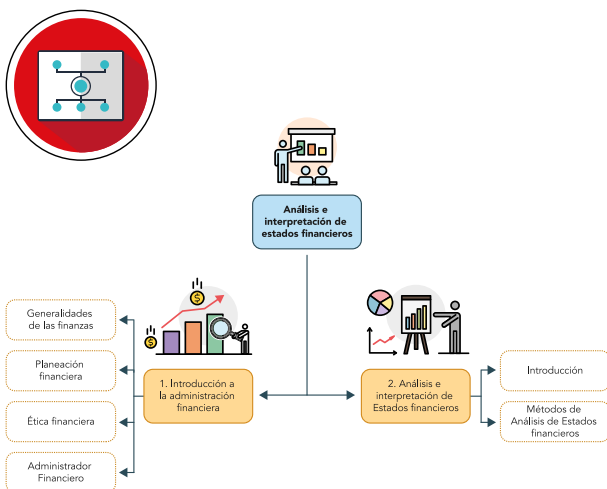 Análisis e
interpretación de
estados financieros
1. Introducción a
la administración
financiera
Generalidades
de las finanzas
Planeación
financiera
Ética financiera
Administrador
Financiero
2. Análisis e
interpretación de
Estados financieros
Introducción
Métodos de
Análisis de Estados
financieros
$
$